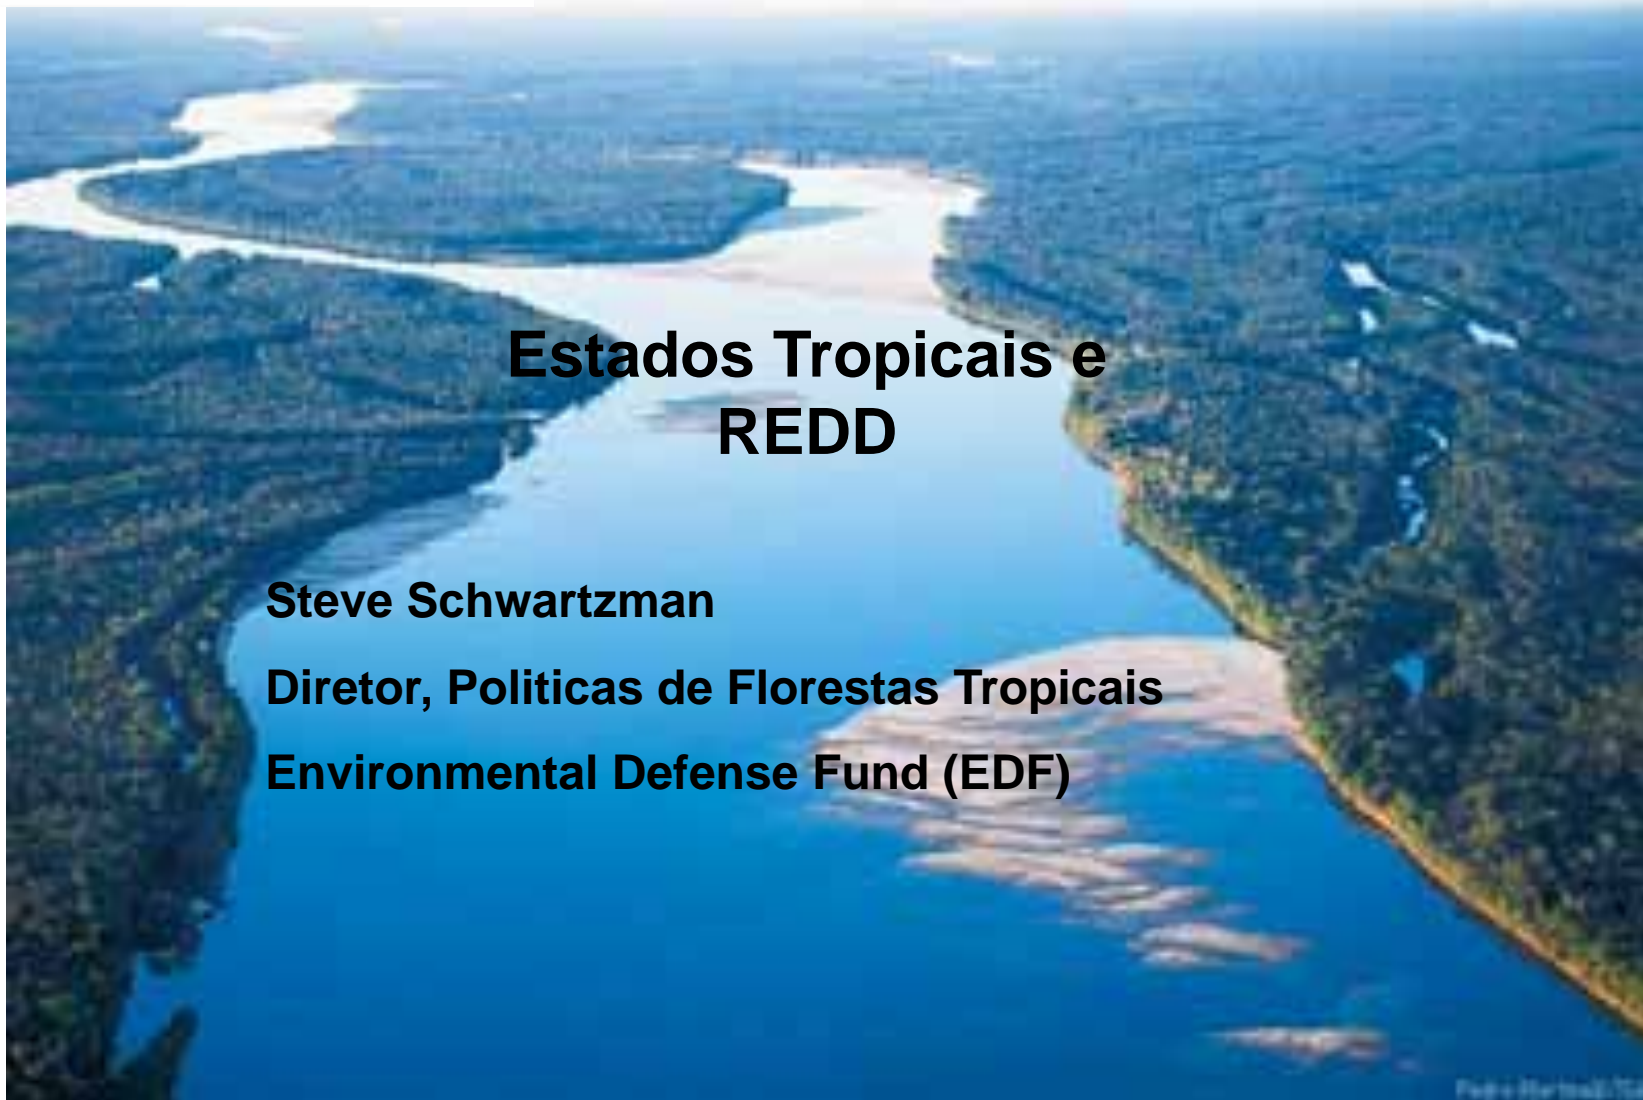 Estados Tropicais e
REDD
Steve Schwartzman
Diretor, Politicas de Florestas Tropicais
Environmental Defense Fund (EDF)